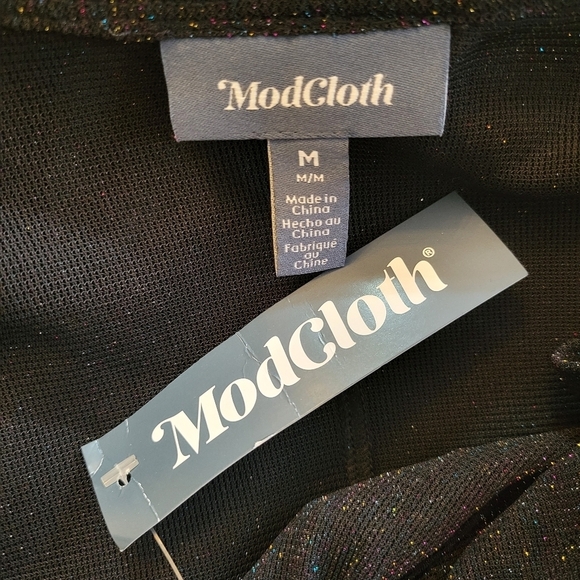 ModCloth
M
M/M
Made in
China
Hecho au
China
Fabriqué
au
Chine
ModCloth®